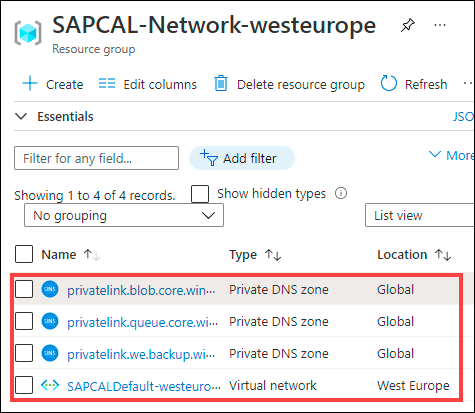 SAPCAL-Network-westeurope
Resource group
Create Edit columns Delete resource group Refresh
Essentials JSO
Filter for any field... Add filter More
Showing 1 to 4 of 4 records. Show hidden types
No grouping List view
Name Type Location
DNS privatelink.blob.core.win... Private DNS zone Global
DNS privatelink.queue.core.wi... Private DNS zone Global
DNS privatelink.we.backup.wi... Private DNS zone Global
SAPCALDefault-westeuro... Virtual network West Europe